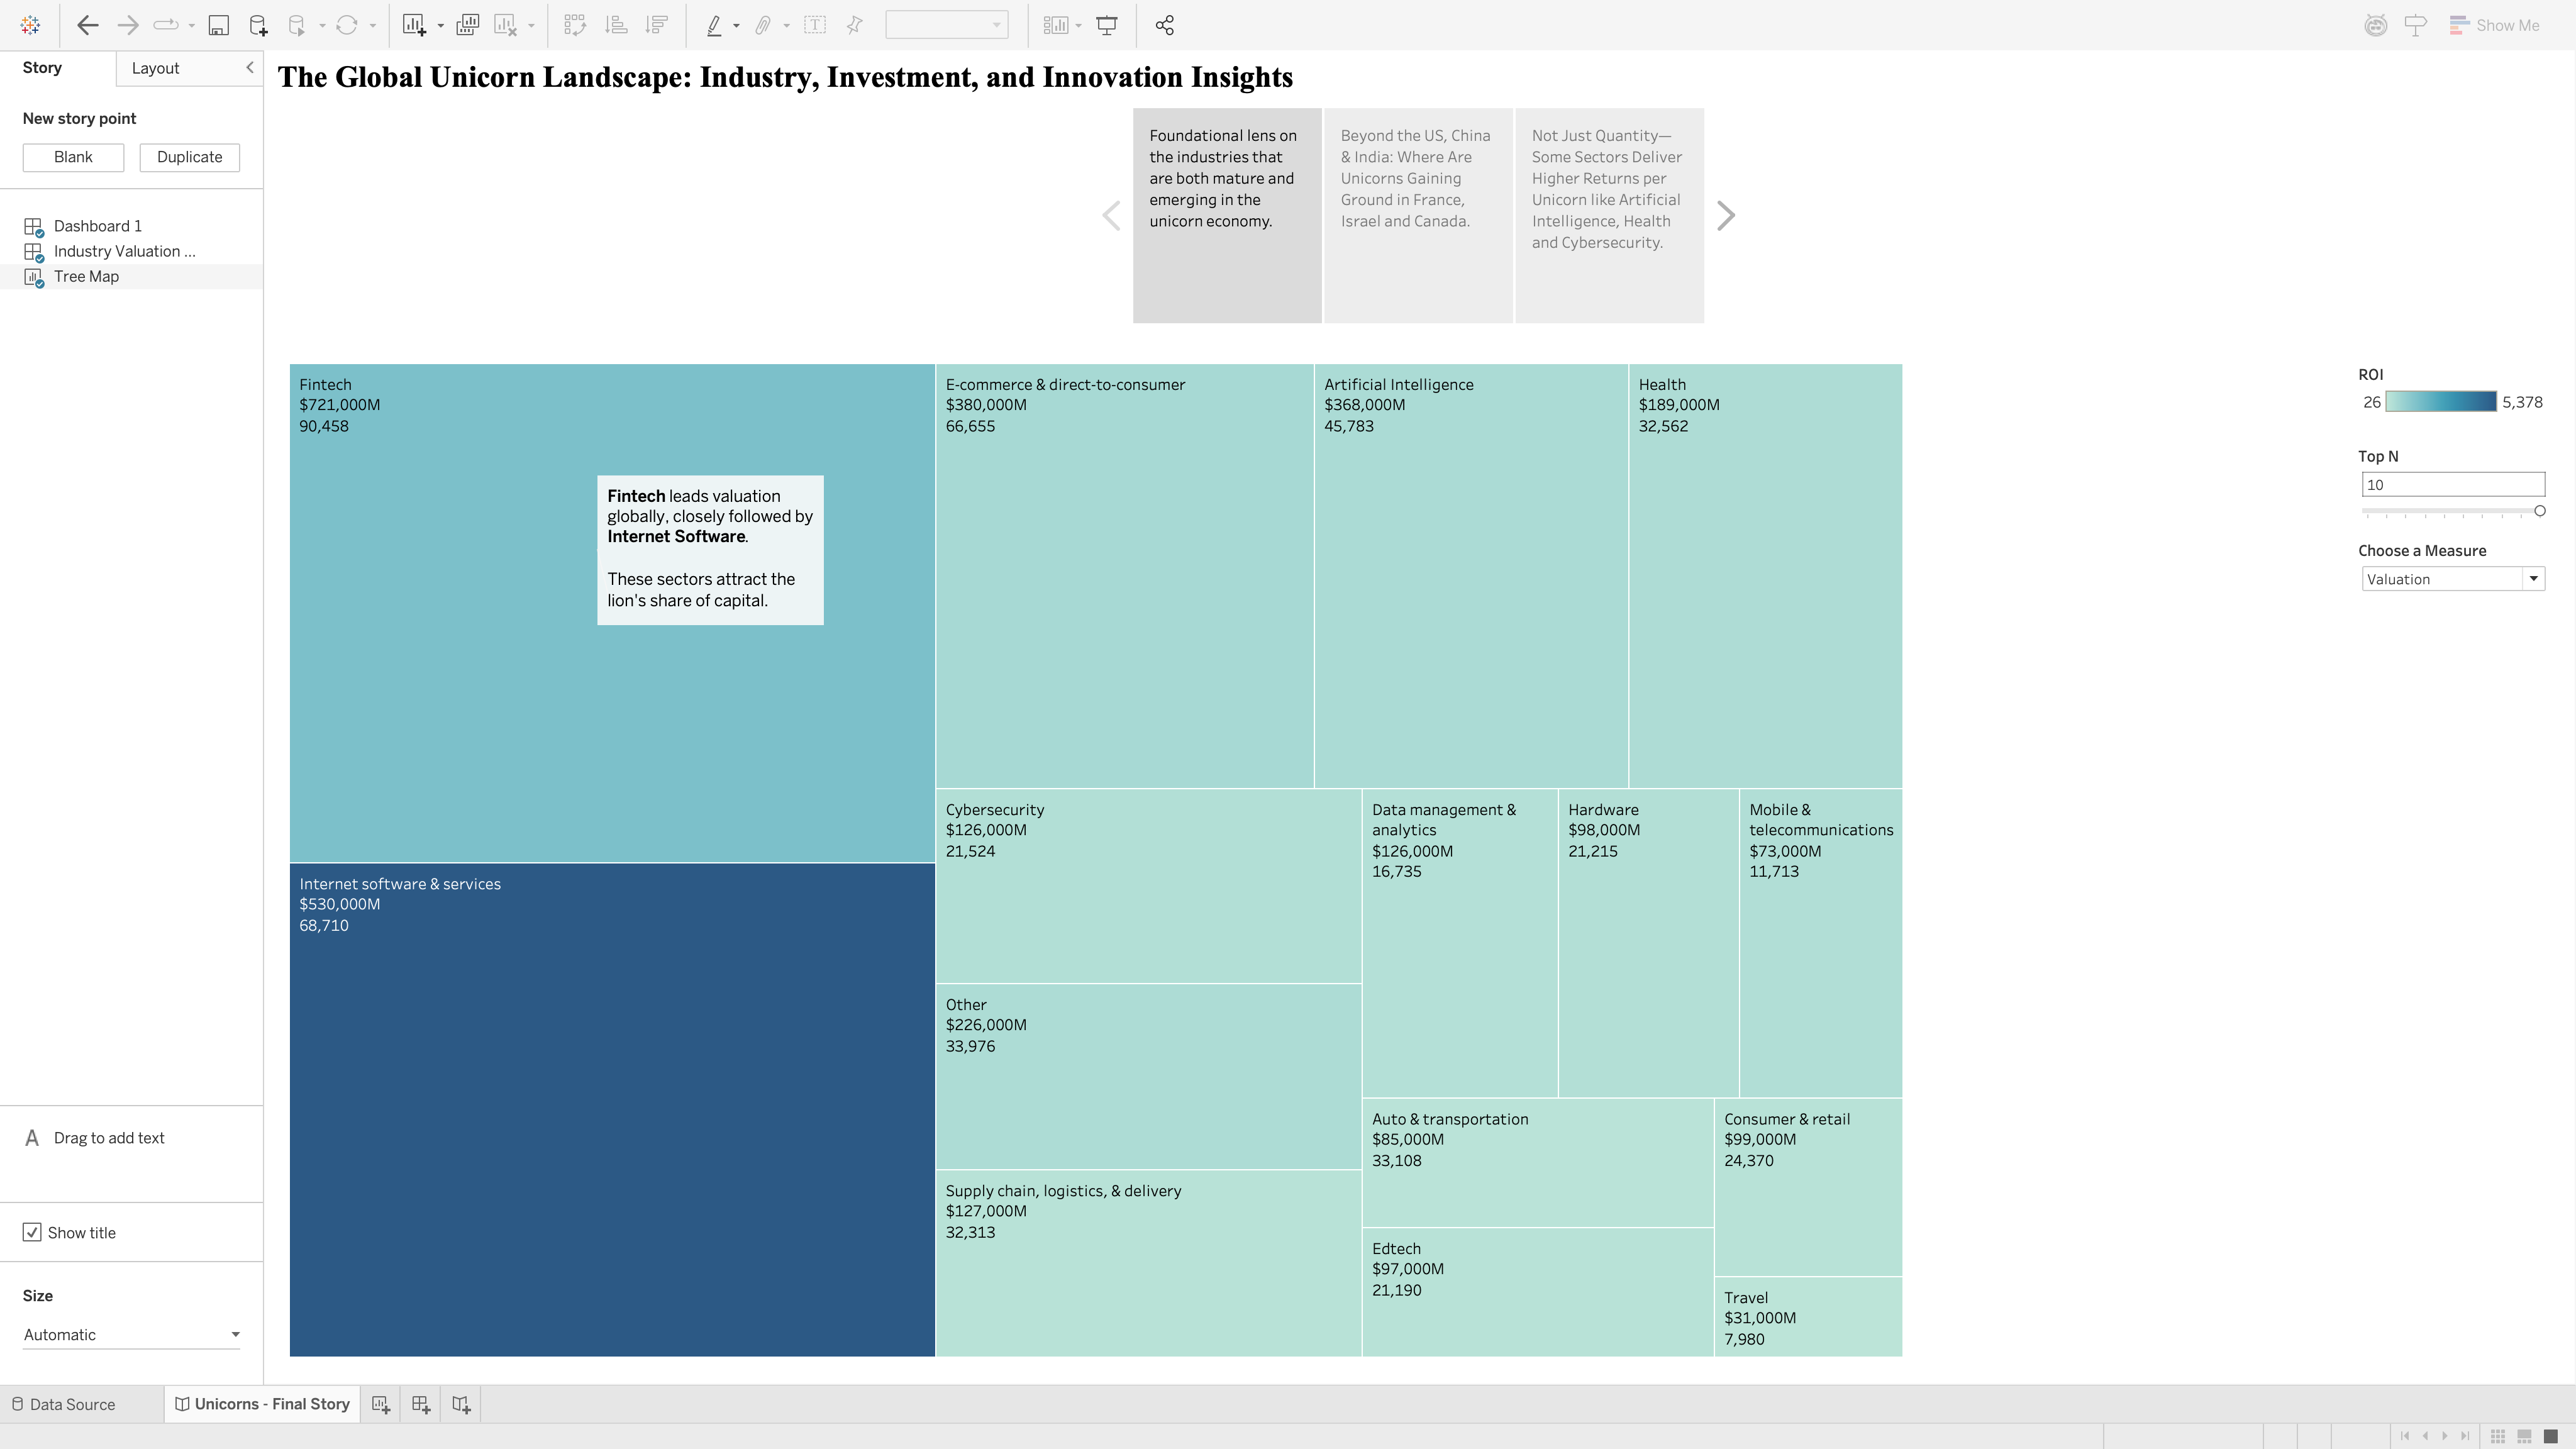 Show Me
Story
Layout
The Global Unicorn Landscape: Industry, Investment, and Innovation Insights
New story point
Blank
Duplicate
Dashboard 1
Industry Valuation ...
Tree Map
Foundational lens on
the industries that
are both mature and
emerging in the
unicorn economy.
Beyond the US, China
& India: Where Are
Unicorns Gaining
Ground in France,
Israel and Canada.
Not Just Quantity—
Some Sectors Deliver
Higher Returns per
Unicorn like Artificial
Intelligence, Health
and Cybersecurity.
Fintech
$721,000M
90,458
Fintech leads valuation
globally, closely followed by
Internet Software.
These sectors attract the
lion's share of capital.
Internet software & services
$530,000M
68,710
E-commerce & direct-to-consumer
$380,000M
66,655
Artificial Intelligence
$368,000M
45,783
Health
$189,000M
32,562
Cybersecurity
$126,000M
21,524
Data management &
analytics
$126,000M
16,735
Hardware
$98,000M
21,215
Mobile &
telecommunications
$73,000M
11,713
Other
$226,000M
33,976
Supply chain, logistics, & delivery
$127,000M
32,313
Auto & transportation
$85,000M
33,108
Consumer & retail
$99,000M
24,370
Edtech
$97,000M
21,190
Travel
$31,000M
7,980
ROI
26
5,378
Top N
10
Choose a Measure
Valuation
A Drag to add text
Show title
Size
Automatic
Data Source
Unicorns - Final Story